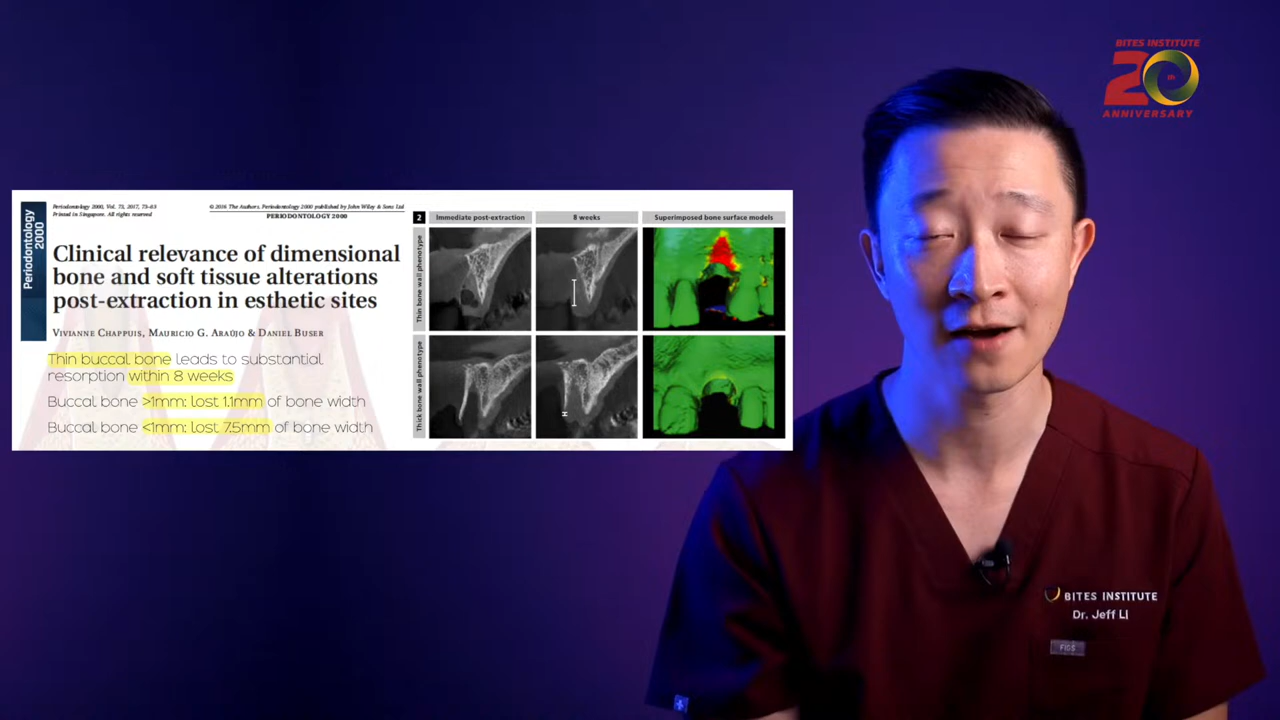 BITES INSTITUTE
20
th
ANNIVERSARY
Periodontology 2000, Vol. 73, 2017, 73–83
Printed in Singapore. All rights reserved
© 2016 The Authors. Periodontology 2000 published by John Wiley & Sons Ltd
PERIODONTOLOGY 2000
Periodontology
2000
Clinical relevance of dimensional
bone and soft tissue alterations
post-extraction in esthetic sites
VIVIANNE CHAPPUIS, MAURICIO G. ARAÚJO & DANIEL BUSER
Thin buccal bone leads to substantial
resorption within 8 weeks
Buccal bone >1mm: lost 1.1mm of bone width
Buccal bone <1mm: lost 7.5mm of bone width
2
Immediate post-extraction
8 weeks
Superimposed bone surface models
Thin bone wall phenotype
Thick bone wall phenotype
BITES INSTITUTE
Dr. Jeff Li
FIGS